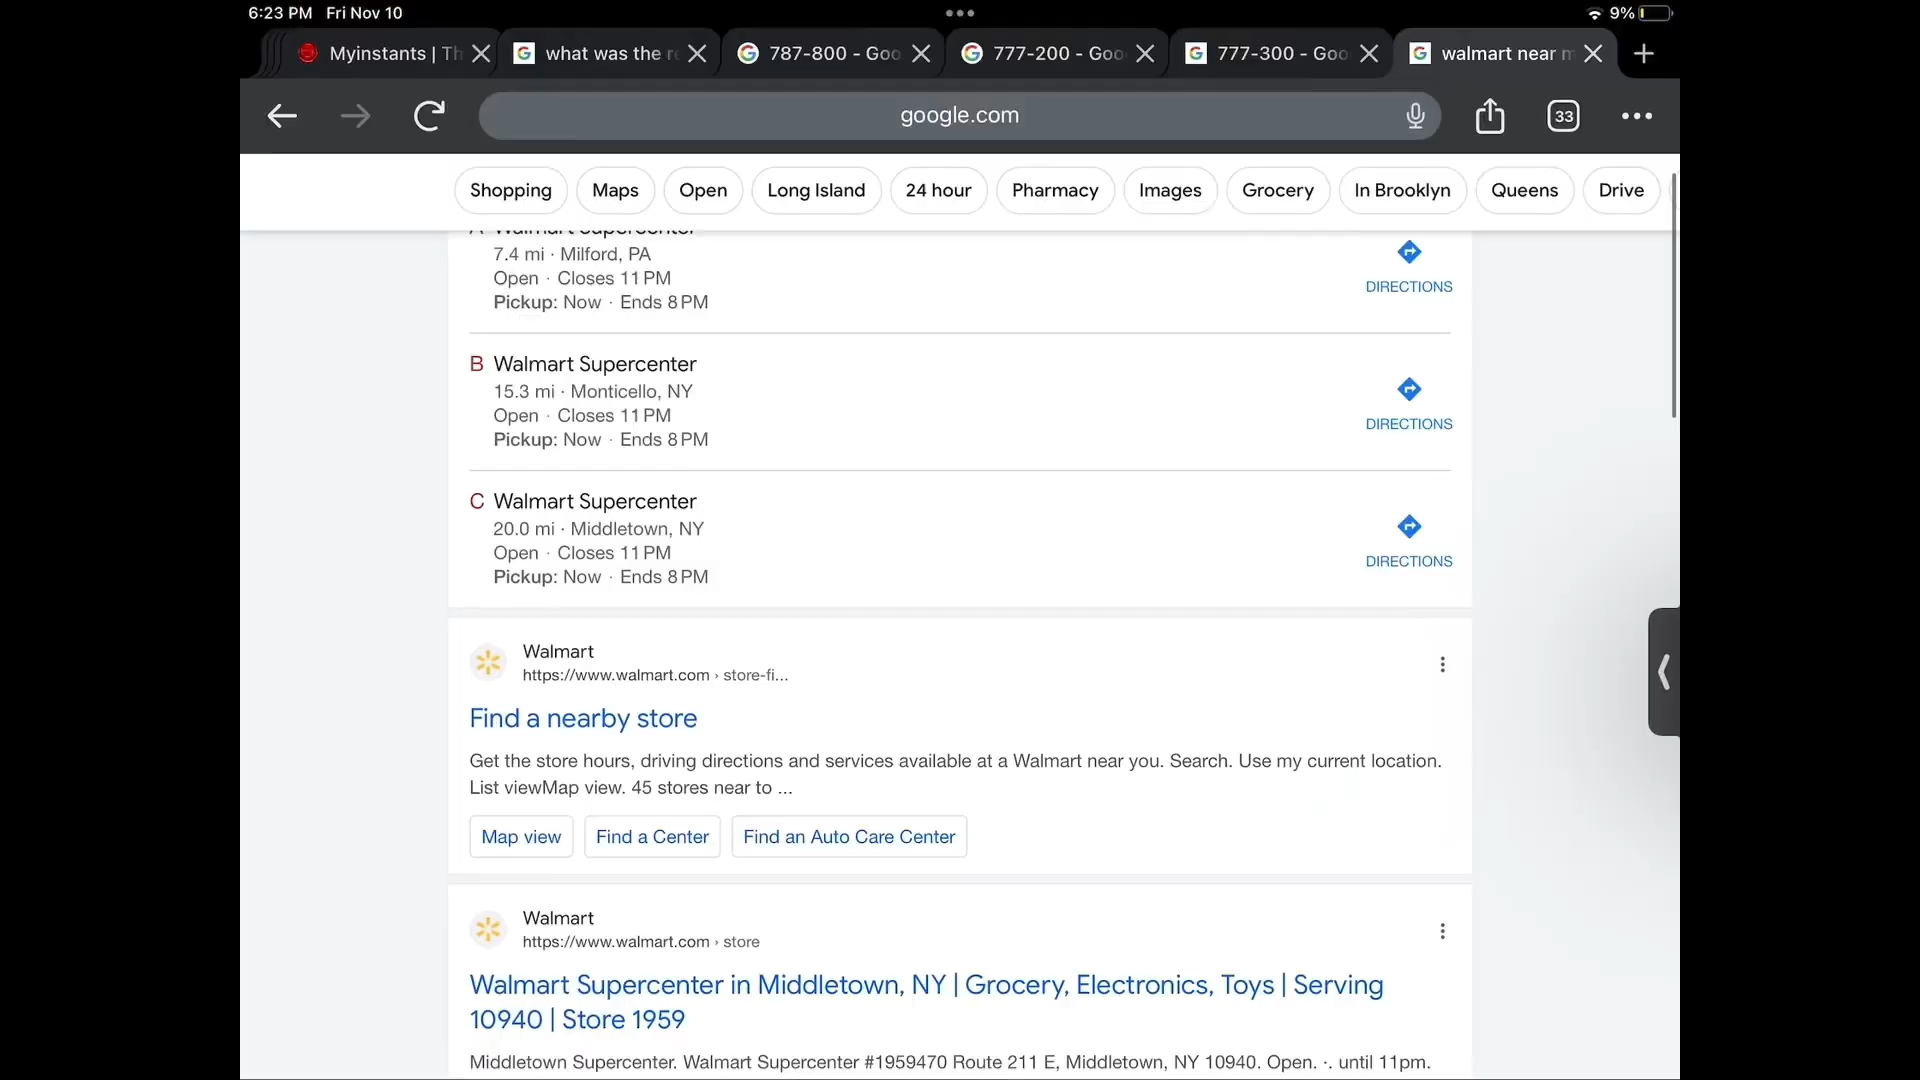 6:23 PM Fri Nov 10
9%
Myinstants | Th
what was the re
787-800 - Goo
777-200 - Goo
777-300 - Goo
walmart near m
google.com
33
Shopping
Maps
Open
Long Island
24 hour
Pharmacy
Images
Grocery
In Brooklyn
Queens
Drive
A Walmart Supercenter
7.4 mi · Milford, PA
Open · Closes 11 PM
Pickup: Now · Ends 8 PM
DIRECTIONS
B Walmart Supercenter
15.3 mi · Monticello, NY
Open · Closes 11 PM
Pickup: Now · Ends 8 PM
DIRECTIONS
C Walmart Supercenter
20.0 mi · Middletown, NY
Open · Closes 11 PM
Pickup: Now · Ends 8 PM
DIRECTIONS
Walmart
https://www.walmart.com › store-fi...
Find a nearby store
Get the store hours, driving directions and services available at a Walmart near you. Search. Use my current location.
List viewMap view. 45 stores near to ...
Map view
Find a Center
Find an Auto Care Center
Walmart
https://www.walmart.com › store
Walmart Supercenter in Middletown, NY | Grocery, Electronics, Toys | Serving
10940 | Store 1959
Middletown Supercenter. Walmart Supercenter #1959470 Route 211 E, Middletown, NY 10940. Open. ·. until 11pm.